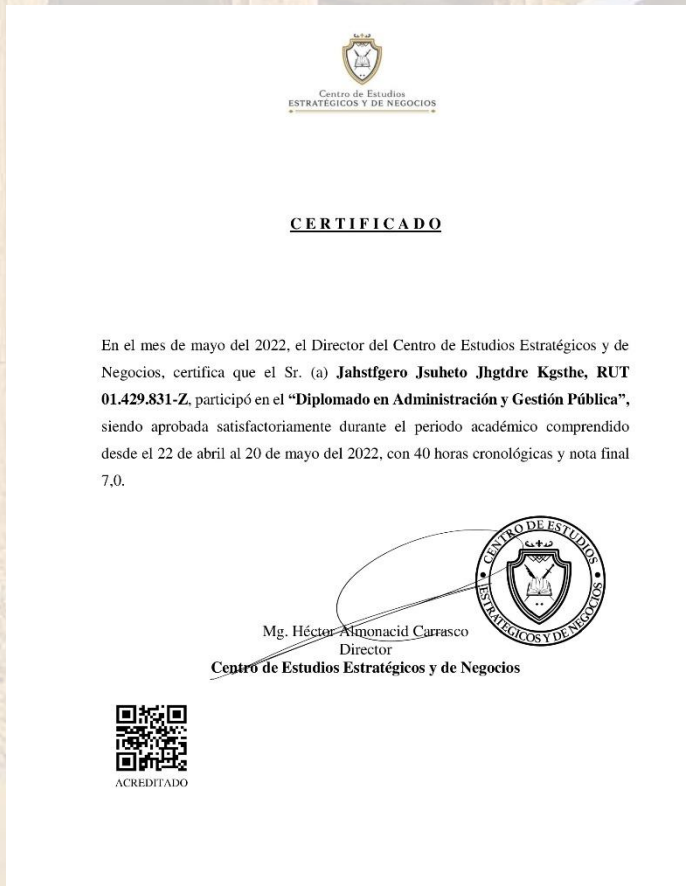 Centro de Estudios
ESTRATÉGICOS Y DE NEGOCIOS
CERTIFICADO
En el mes de mayo del 2022, el Director del Centro de Estudios Estratégicos y de
Negocios, certifica que el Sr. (a) Jahstfgero Jsuheto Jhgtdre Kgsthe, RUT
01.429.831-Z, participó en el “Diplomado en Administración y Gestión Pública”,
siendo aprobada satisfactoriamente durante el periodo académico comprendido
desde el 22 de abril al 20 de mayo del 2022, con 40 horas cronológicas y nota final
7,0.
CENTRO DE ESTUDIOS
ESTRATEGICOS Y DE NEGOCIOS
Mg. Héctor Almonacid Carrasco
Director
Centro de Estudios Estratégicos y de Negocios
ACREDITADO